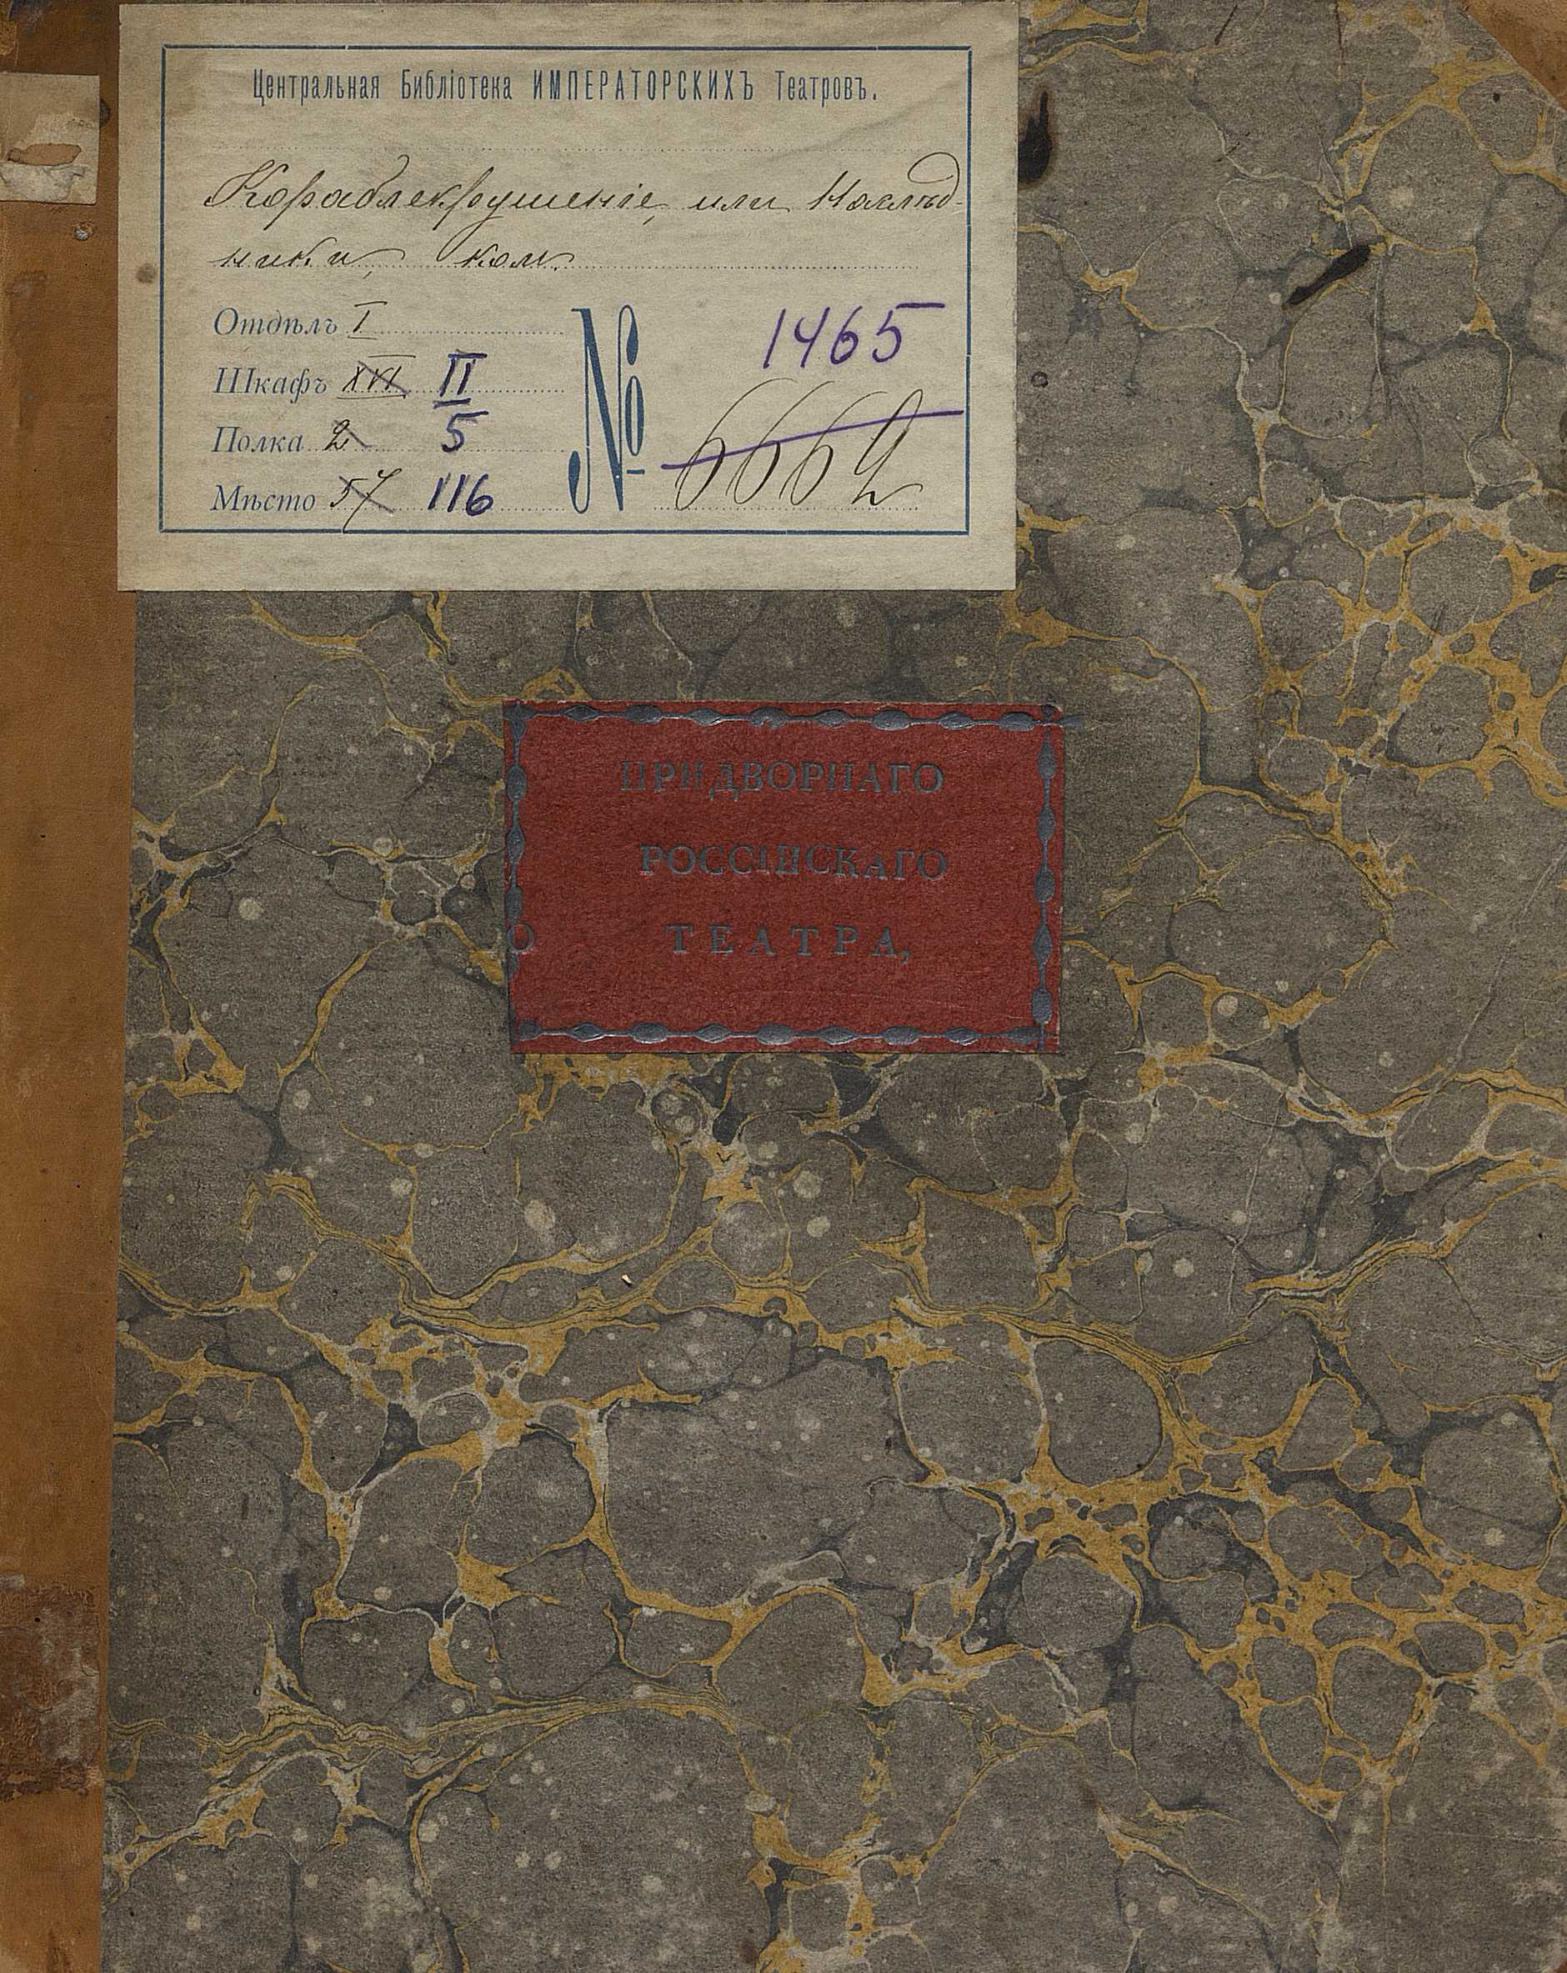 Центральная Библіотека ИМПЕРАТОРСКИХЪ Театровъ.
Кораблекрушеніе, или Наслѣд-
ники, ком.
Отдѣлъ I
Шкафъ XVI II
Полка 2 5
Мѣсто 57 116
№ 1465
6662
ПРИДВОРНАГО
РОССІЙСКАГО
ТЕАТРА,